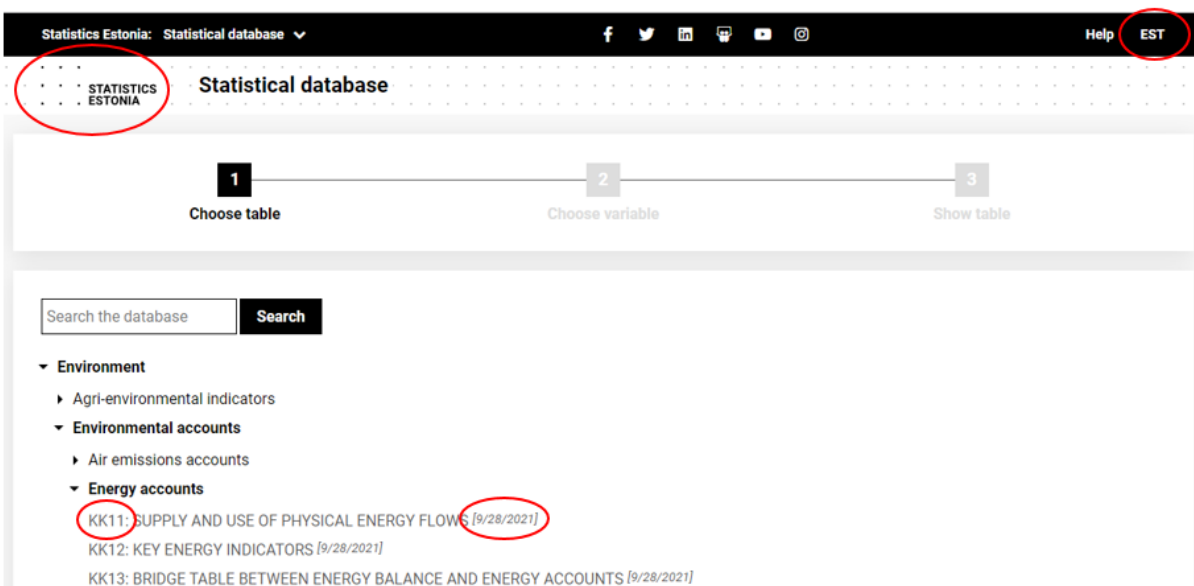 Statistics Estonia: Statistical database
Help EST
STATISTICS
ESTONIA
Statistical database
1 2 3
Choose table Choose variable Show table
Search the database Search
Environment
Agri-environmental indicators
Environmental accounts
Air emissions accounts
Energy accounts
KK11: SUPPLY AND USE OF PHYSICAL ENERGY FLOWS [9/28/2021]
KK12: KEY ENERGY INDICATORS [9/28/2021]
KK13: BRIDGE TABLE BETWEEN ENERGY BALANCE AND ENERGY ACCOUNTS [9/28/2021]